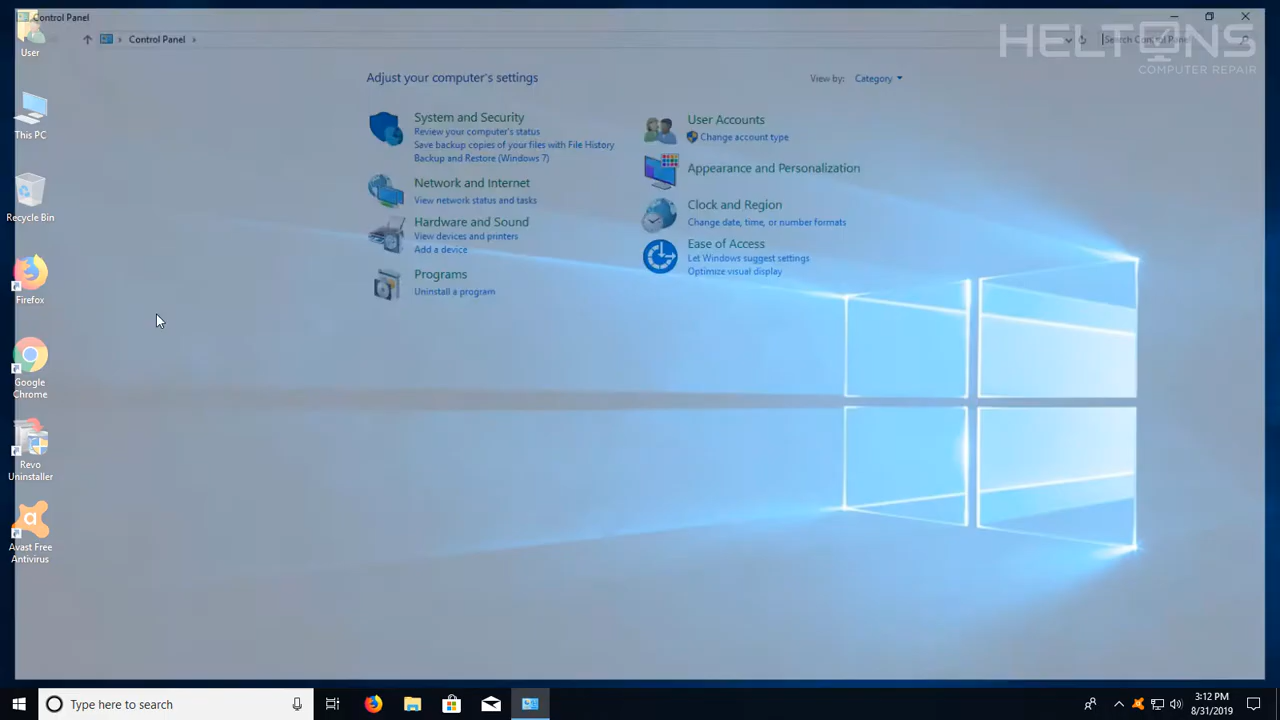 Control Panel
User
Control Panel
Search Control Panel
HELTONS
COMPUTER REPAIR
Adjust your computer's settings
View by: Category
System and Security
Review your computer's status
Save backup copies of your files with File History
Backup and Restore (Windows 7)
Network and Internet
View network status and tasks
Hardware and Sound
View devices and printers
Add a device
Programs
Uninstall a program
User Accounts
Change account type
Appearance and Personalization
Clock and Region
Change date, time, or number formats
Ease of Access
Let Windows suggest settings
Optimize visual display
This PC
Recycle Bin
Firefox
Google
Chrome
Revo
Uninstaller
Avast Free
Antivirus
Type here to search
3:12 PM
8/31/2019